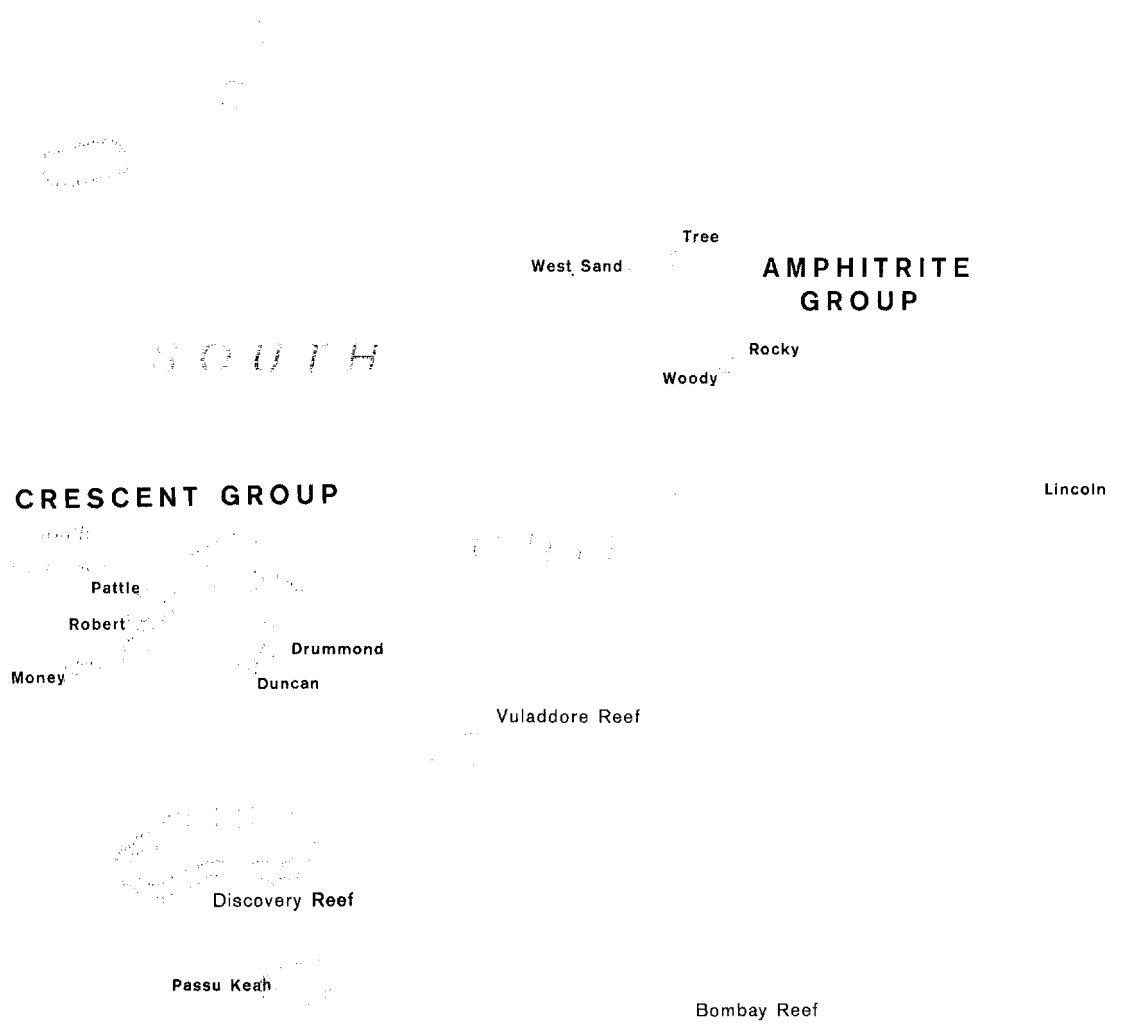 Tree
West Sand
AMPHITRITE
GROUP
SOUTH
Rocky
Woody
CRESCENT GROUP
Lincoln
Pattle
Robert
Drummond
Money
Duncan
Vuladdore Reef
Discovery Reef
Passu Keah
Bombay Reef